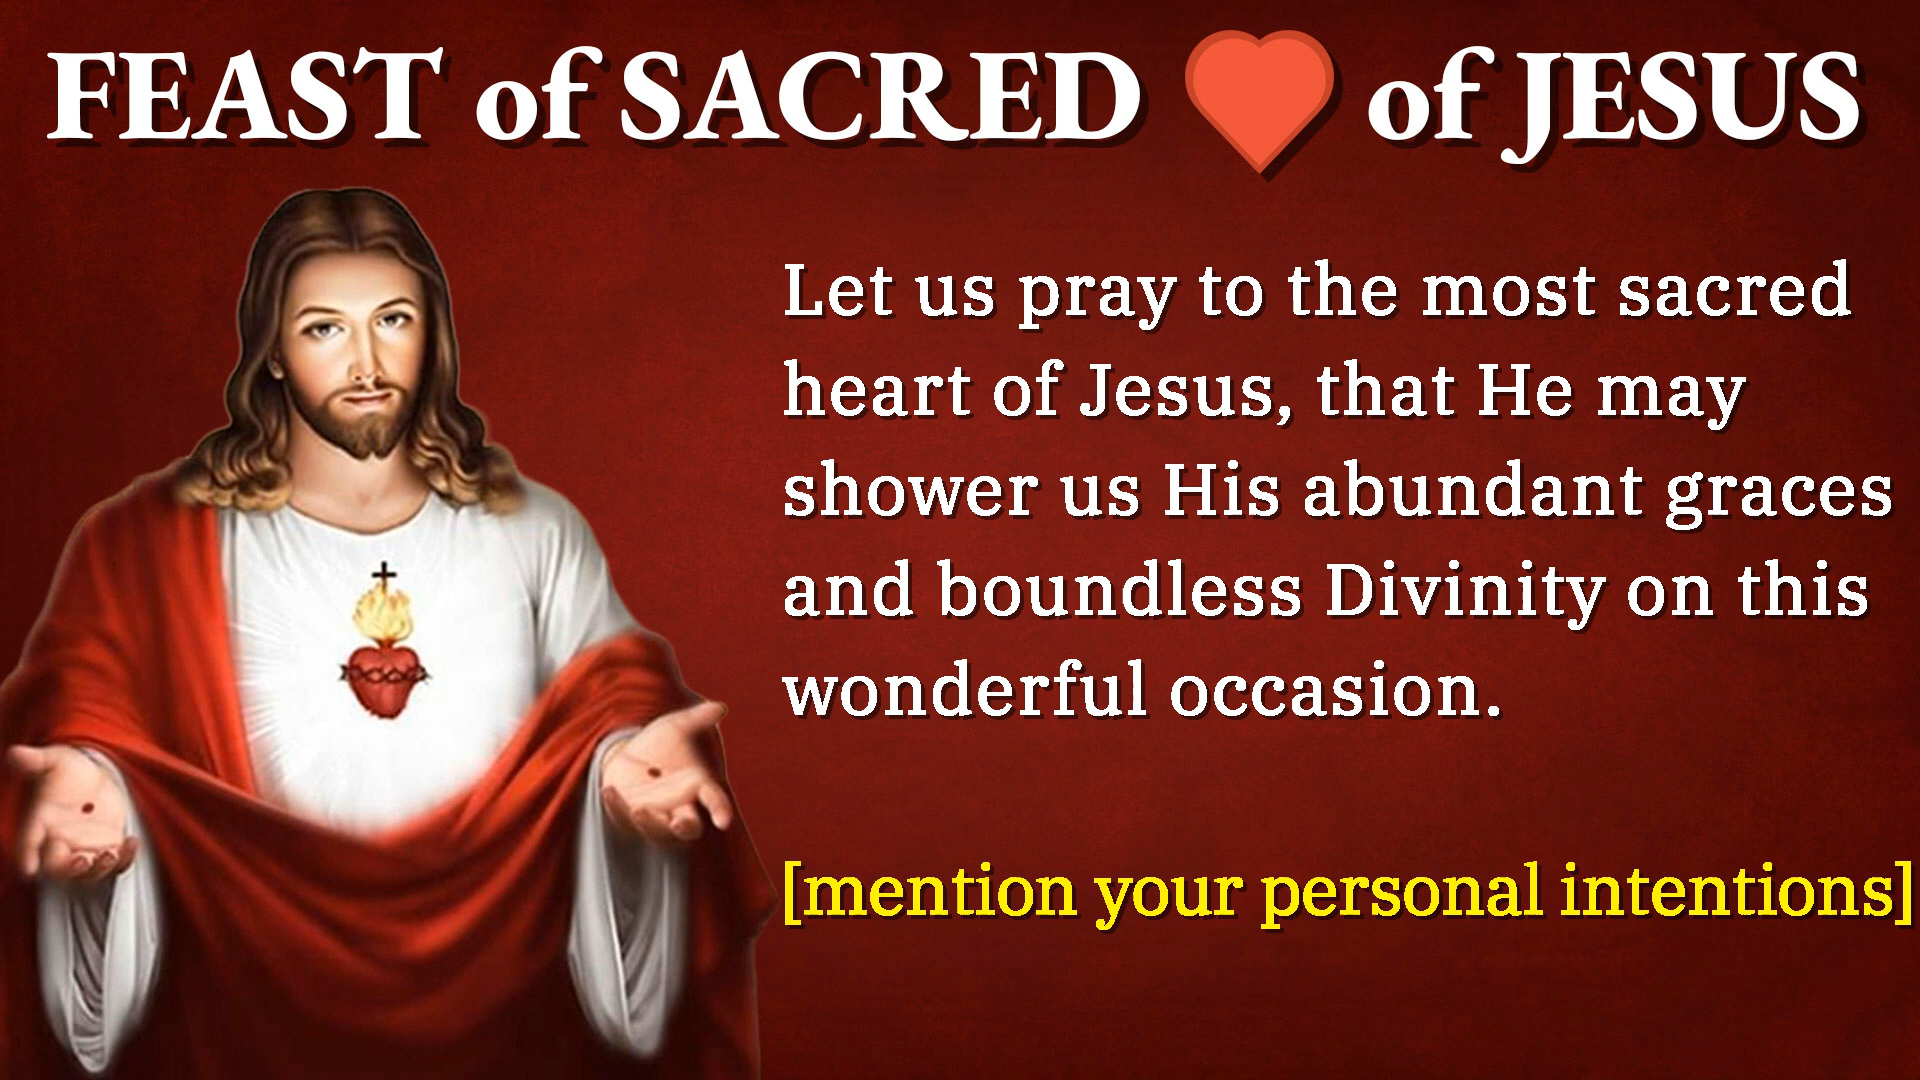 FEAST of SACRED ❤ of JESUS
Let us pray to the most sacred
heart of Jesus, that He may
shower us His abundant graces
and boundless Divinity on this
wonderful occasion.
[mention your personal intentions]